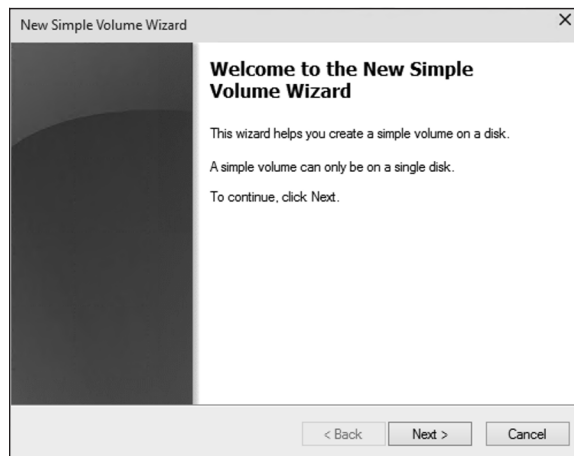 New Simple Volume Wizard
Welcome to the New Simple
Volume Wizard
This wizard helps you create a simple volume on a disk.
A simple volume can only be on a single disk.
To continue, click Next.
< Back
Next >
Cancel